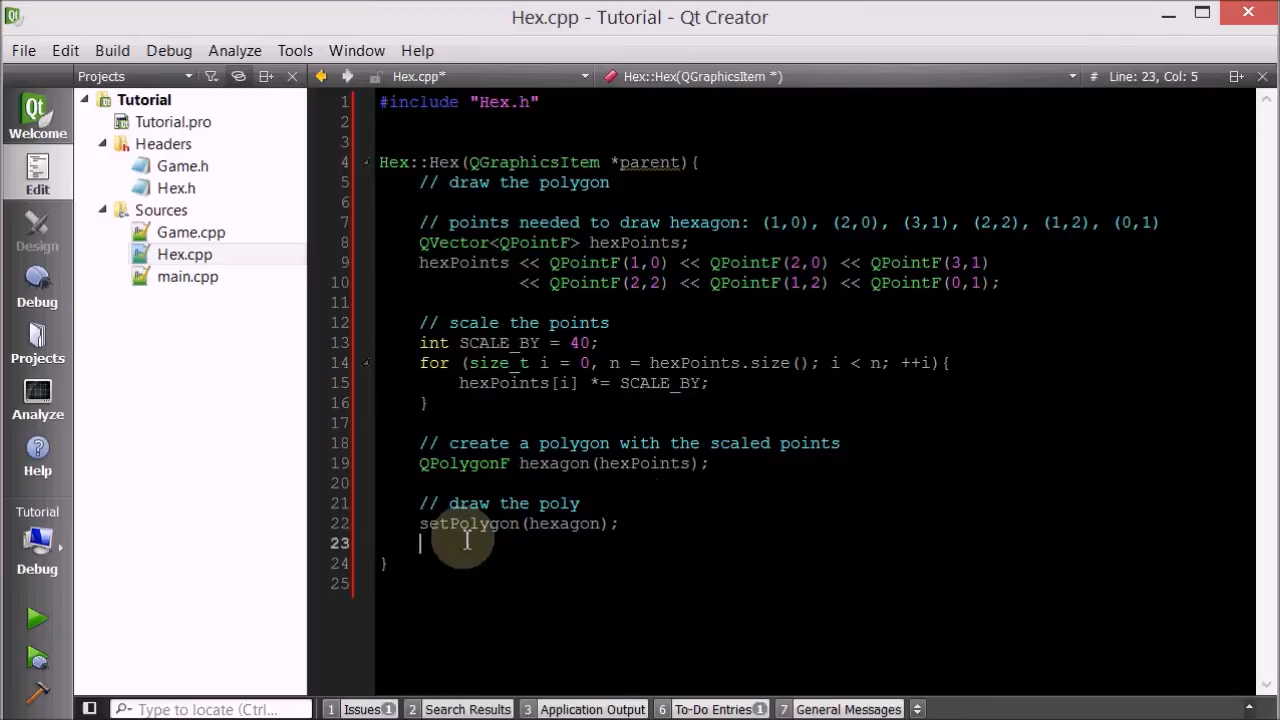 Hex.cpp - Tutorial - Qt Creator
File Edit Build Debug Analyze Tools Window Help
Projects Hex.cpp* Hex::Hex(QGraphicsItem *) # Line: 23, Col: 5
Qt
Welcome
Edit
Design
Debug
Projects
Analyze
Help
Tutorial
Debug
Tutorial
Tutorial.pro
Headers
Game.h
Hex.h
Sources
Game.cpp
Hex.cpp
main.cpp
1 #include "Hex.h"
2
3
4 Hex::Hex(QGraphicsItem *parent){
5 // draw the polygon
6
7 // points needed to draw hexagon: (1,0), (2,0), (3,1), (2,2), (1,2), (0,1)
8 QVector<QPointF> hexPoints;
9 hexPoints << QPointF(1,0) << QPointF(2,0) << QPointF(3,1)
10 << QPointF(2,2) << QPointF(1,2) << QPointF(0,1);
11
12 // scale the points
13 int SCALE_BY = 40;
14 for (size_t i = 0, n = hexPoints.size(); i < n; ++i){
15 hexPoints[i] *= SCALE_BY;
16 }
17
18 // create a polygon with the scaled points
19 QPolygonF hexagon(hexPoints);
20
21 // draw the poly
22 setPolygon(hexagon);
23
24 }
25
Type to locate (Ctrl... 1 Issues 1 2 Search Results 3 Application Output 6 To-Do Entries 1 7 General Messages